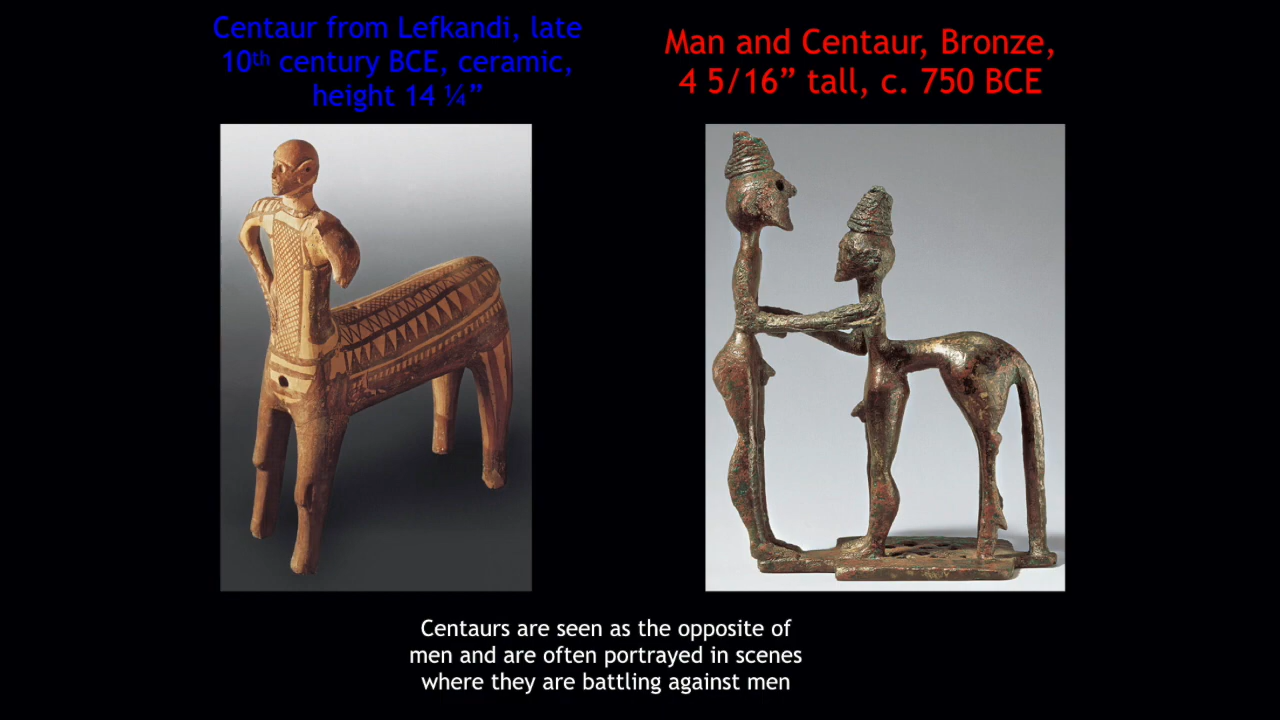 Centaur from Lefkandi, late
10th century BCE, ceramic,
height 14 ¼”
Man and Centaur, Bronze,
4 5/16” tall, c. 750 BCE
Centaurs are seen as the opposite of
men and are often portrayed in scenes
where they are battling against men